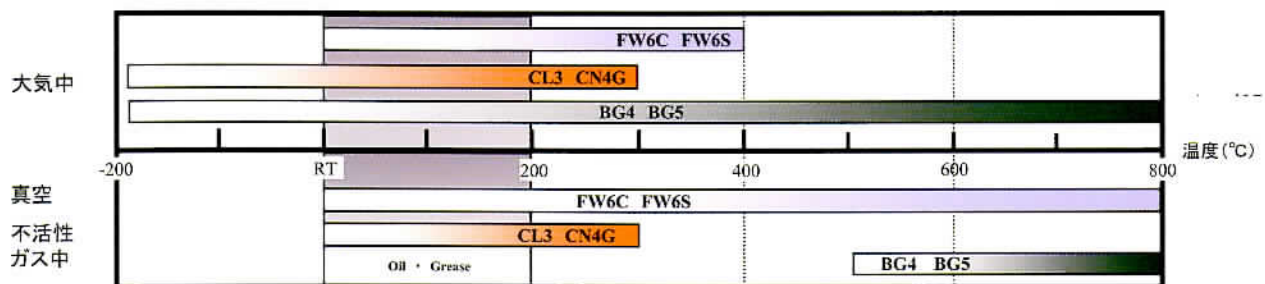 FW6C FW6S
大気中
CL3 CN4G
BG4 BG5
-200 RT 200 400 600 800 温度(℃)
真空
FW6C FW6S
不活性
CL3 CN4G
ガス中
Oil ・ Grease
BG4 BG5